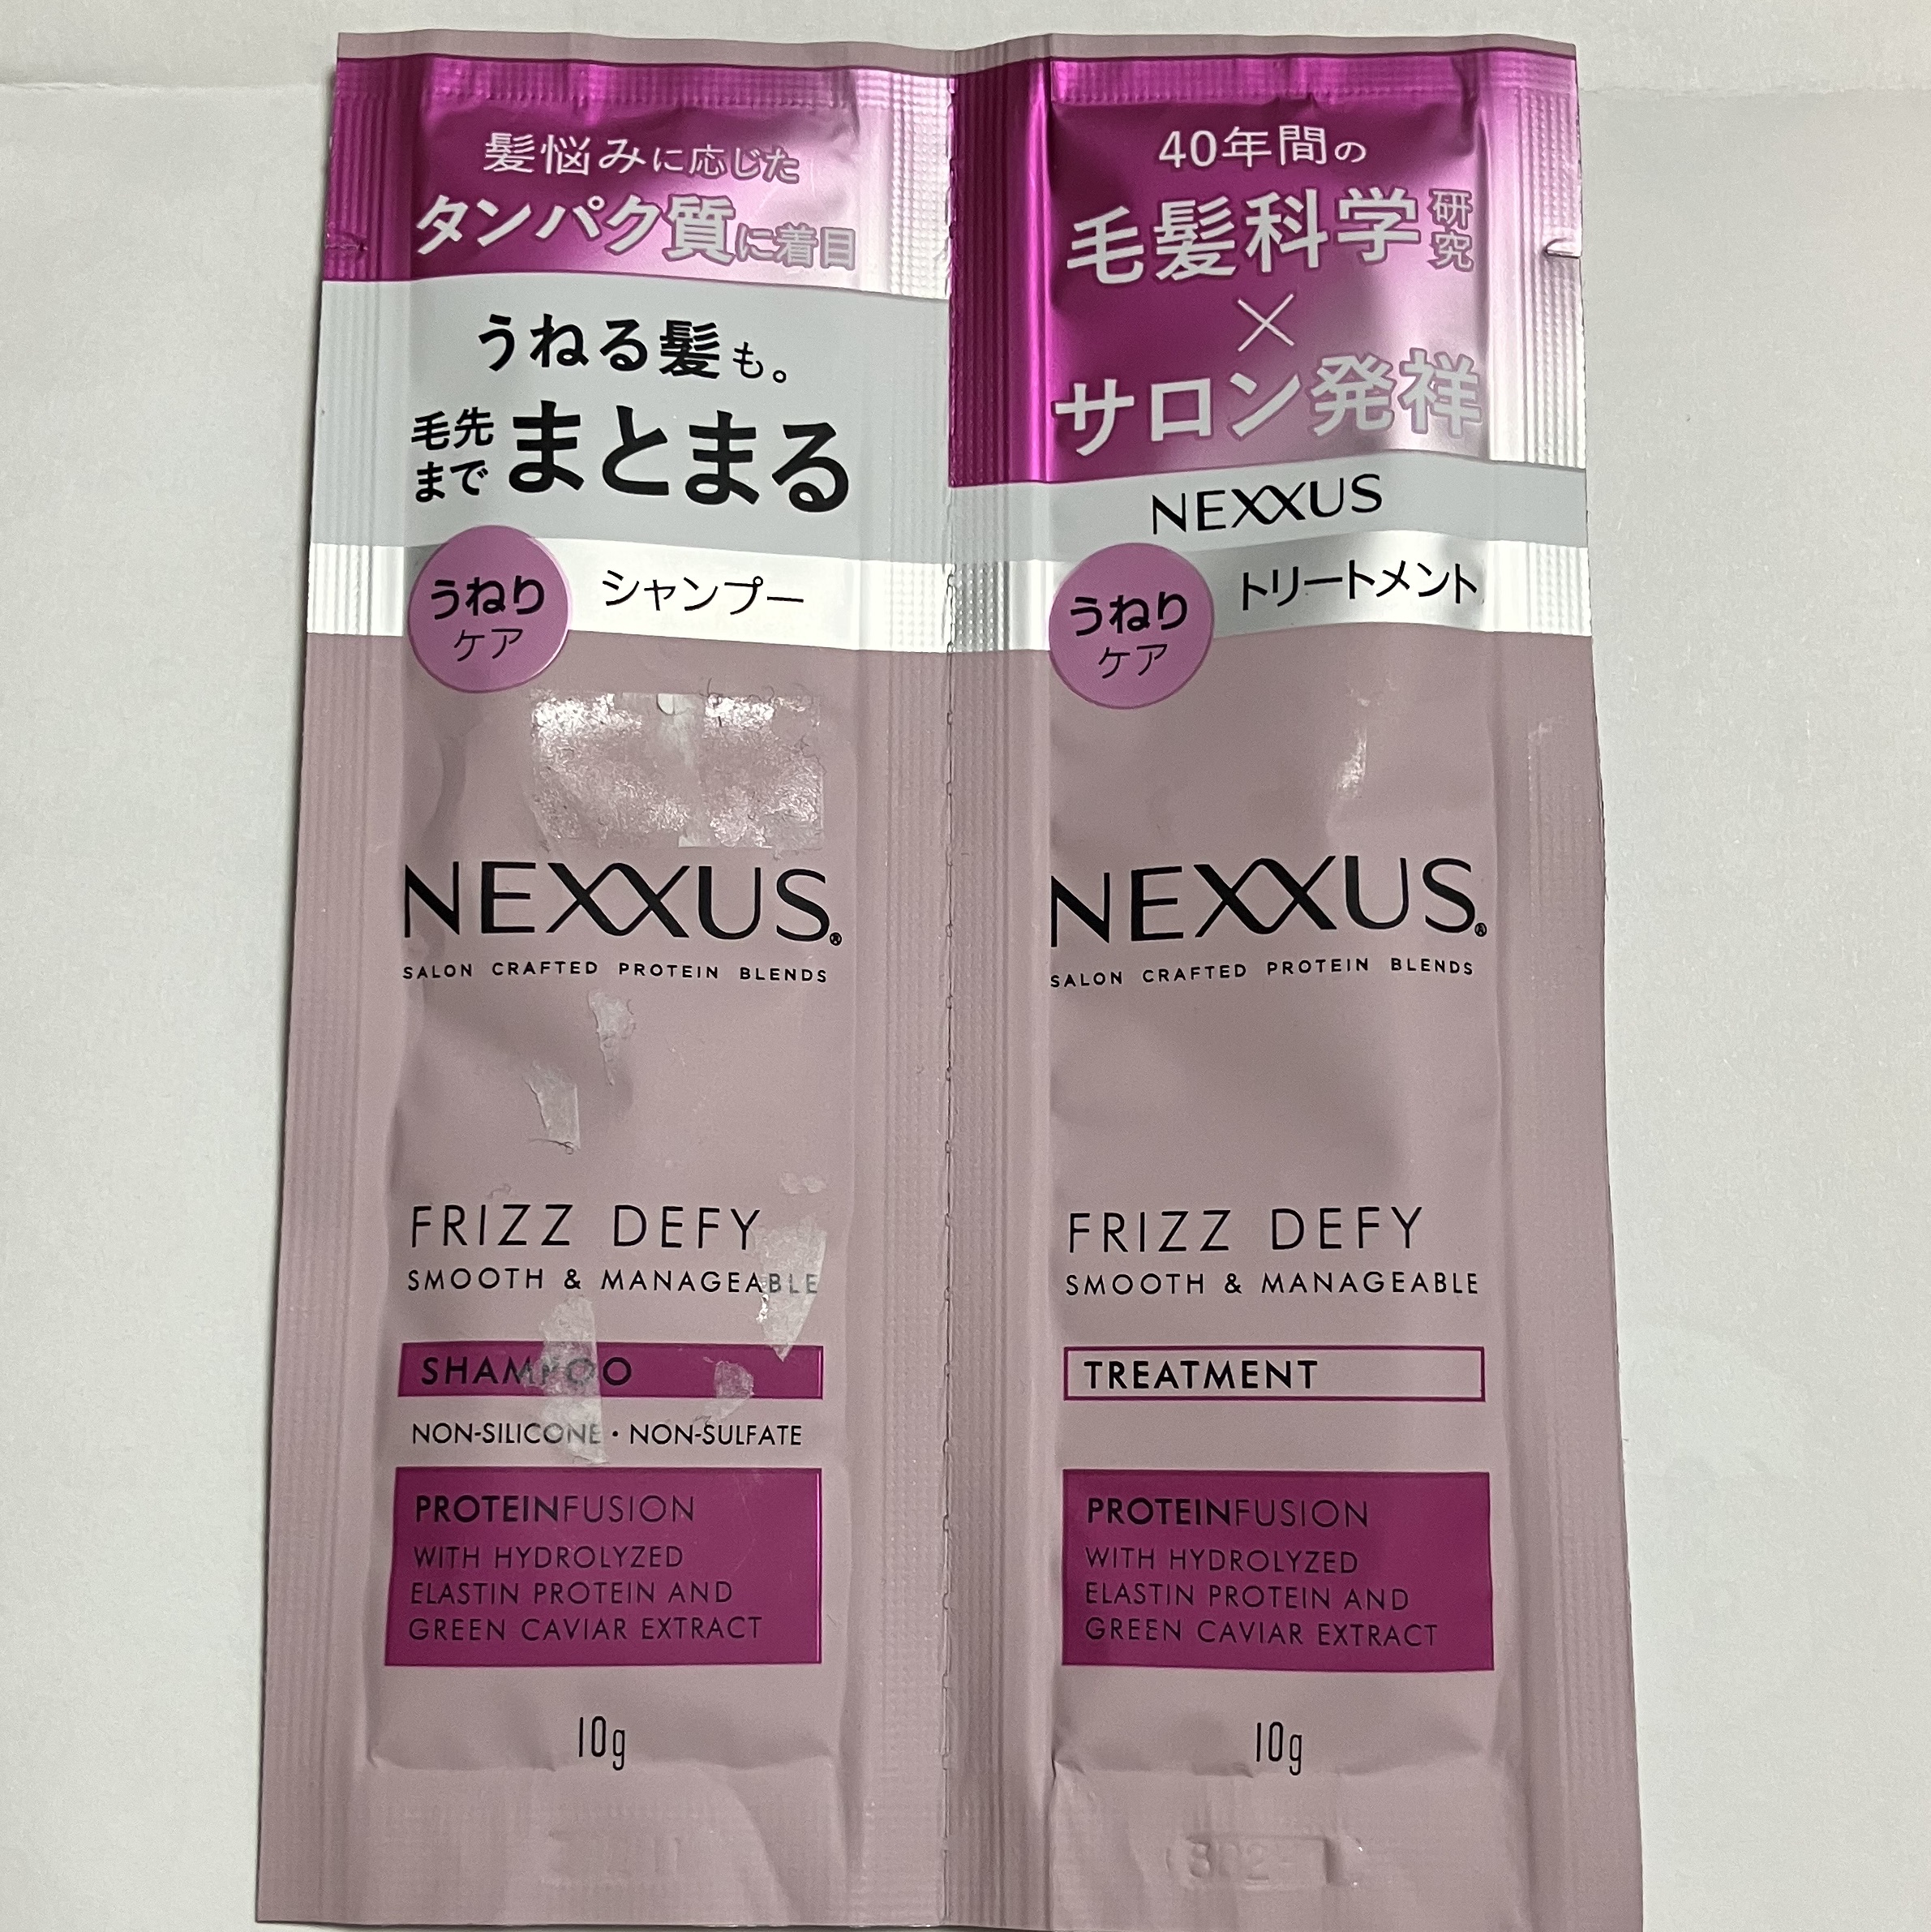 髪悩みに応じた
タンパク質に着目
うねる髪も。
毛先
まで まとまる
うねり
ケア
シャンプー
NEXXUS®
SALON CRAFTED PROTEIN BLENDS
FRIZZ DEFY
SMOOTH & MANAGEABLE
SHAMPOO
NON-SILICONE・NON-SULFATE
PROTEINFUSION
WITH HYDROLYZED
ELASTIN PROTEIN AND
GREEN CAVIAR EXTRACT
10g
40年間の
毛髪科学研究
×
サロン発祥
NEXXUS
うねり
ケア
トリートメント
NEXXUS®
SALON CRAFTED PROTEIN BLENDS
FRIZZ DEFY
SMOOTH & MANAGEABLE
TREATMENT
PROTEINFUSION
WITH HYDROLYZED
ELASTIN PROTEIN AND
GREEN CAVIAR EXTRACT
10g